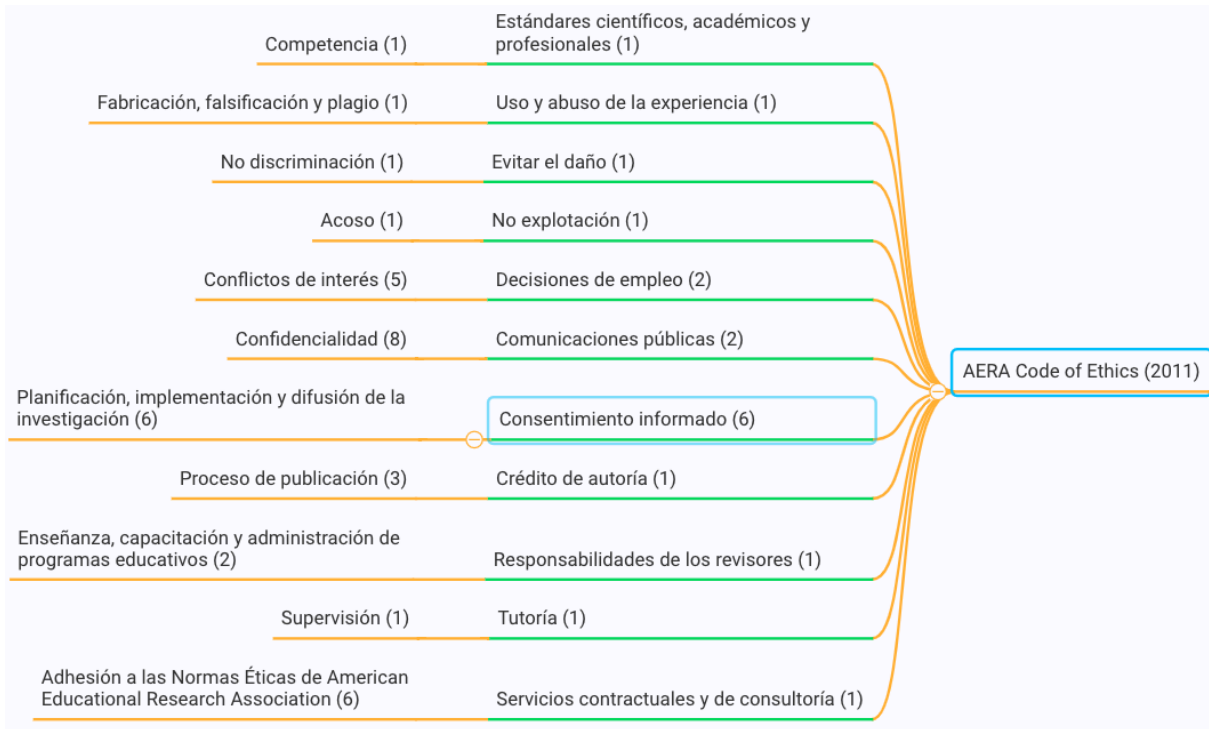 Competencia (1)
Estándares científicos, académicos y
profesionales (1)
Fabricación, falsificación y plagio (1)
Uso y abuso de la experiencia (1)
No discriminación (1)
Evitar el daño (1)
Acoso (1)
No explotación (1)
Conflictos de interés (5)
Decisiones de empleo (2)
Confidencialidad (8)
Comunicaciones públicas (2)
AERA Code of Ethics (2011)
Planificación, implementación y difusión de la
investigación (6)
Consentimiento informado (6)
Proceso de publicación (3)
Crédito de autoría (1)
Enseñanza, capacitación y administración de
programas educativos (2)
Responsabilidades de los revisores (1)
Supervisión (1)
Tutoría (1)
Adhesión a las Normas Éticas de American
Educational Research Association (6)
Servicios contractuales y de consultoría (1)